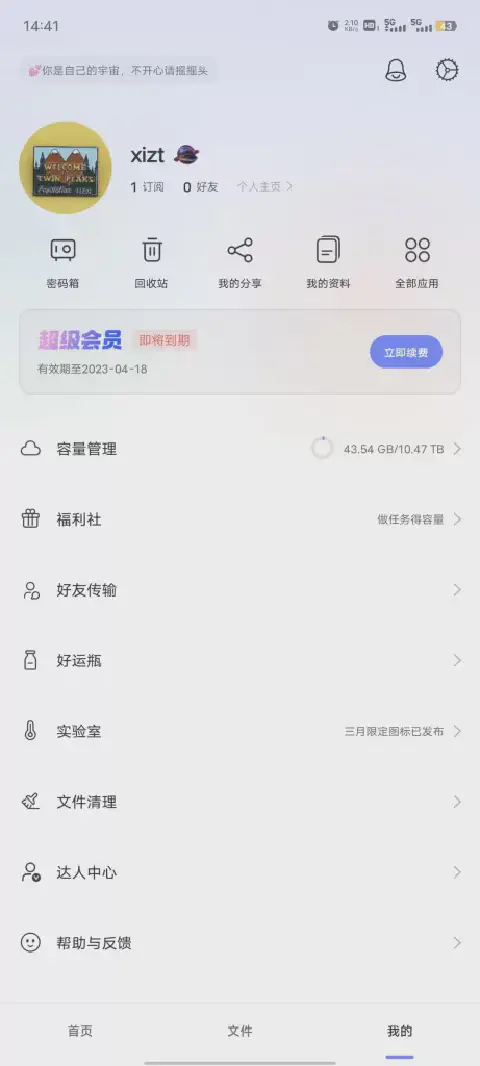 14:41
2.10 KB/s HD 5G 5G 43
💕你是自己的宇宙，不开心请摇摇头
WELCOME TO
TWIN PEAKS
Population 51,201
xizt
1 订阅 0 好友 个人主页
密码箱 回收站 我的分享 我的资料 全部应用
超级会员 即将到期
有效期至2023-04-18
立即续费
容量管理 43.54 GB/10.47 TB
福利社 做任务得容量
好友传输
好运瓶
实验室 三月限定图标已发布
文件清理
达人中心
帮助与反馈
首页 文件 我的